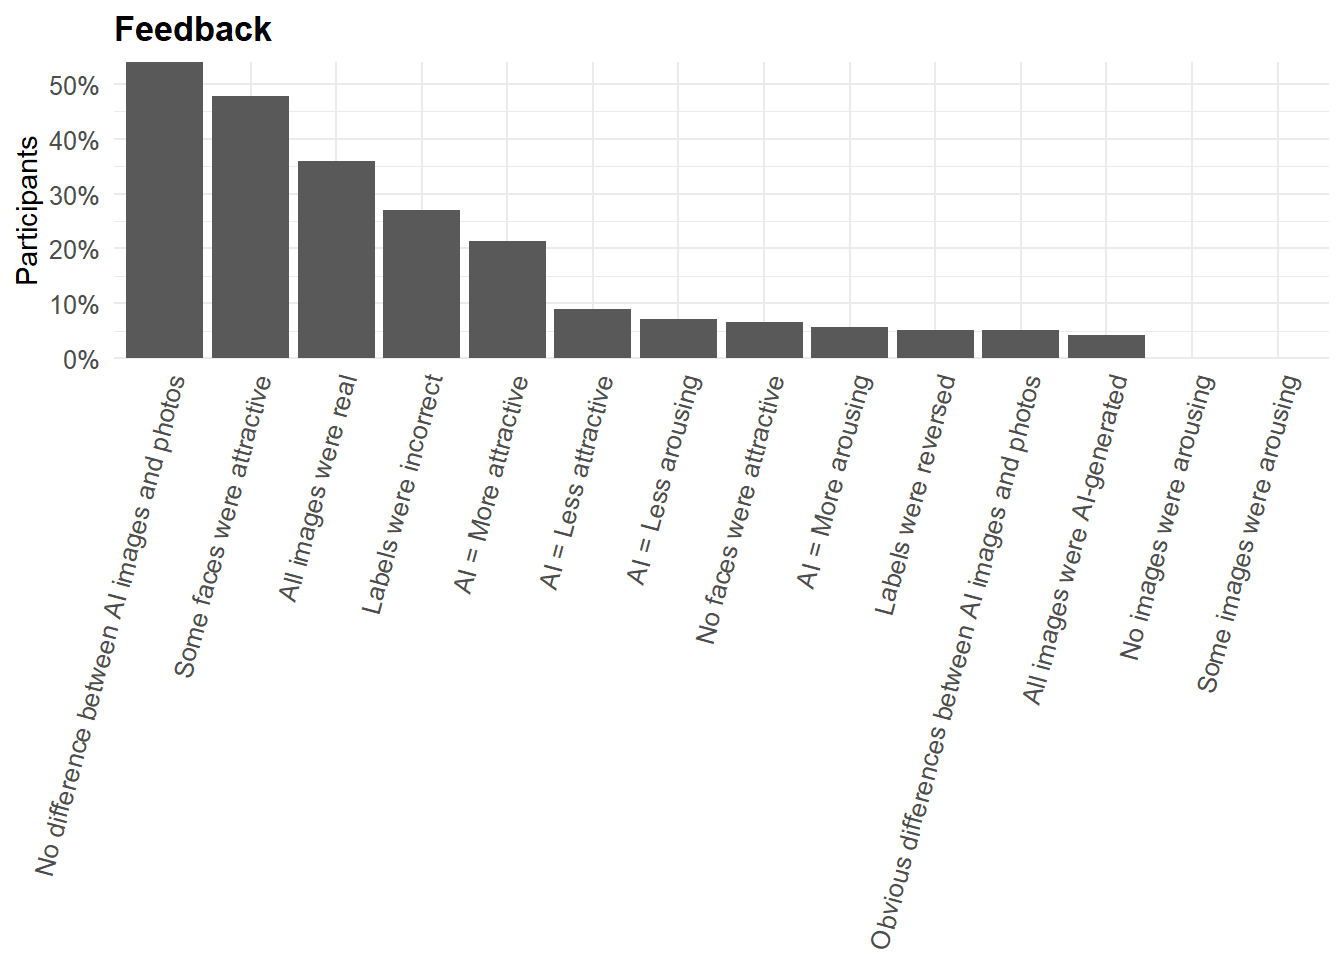 Feedback
Participants
50%
40%
30%
20%
10%
0%
No difference between AI images and photos
Some faces were attractive
All images were real
Labels were incorrect
AI = More attractive
AI = Less attractive
AI = Less arousing
No faces were attractive
AI = More arousing
Labels were reversed
Obvious differences between AI images and photos
All images were AI-generated
No images were arousing
Some images were arousing